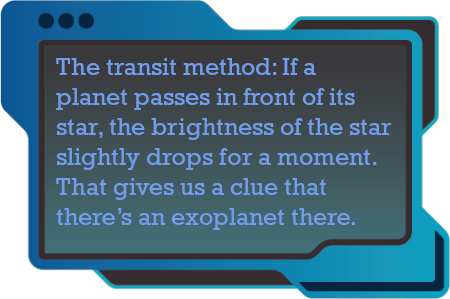 The transit method: If a
planet passes in front of its
star, the brightness of the star
slightly drops for a moment.
That gives us a clue that
there’s an exoplanet there.